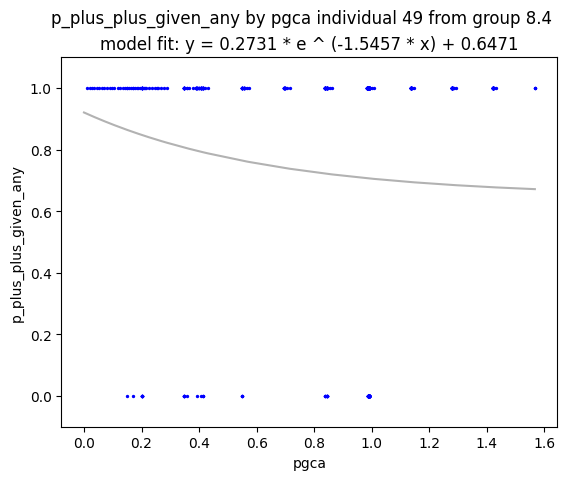 p_plus_plus_given_any by pgca individual 49 from group 8.4
model fit: y = 0.2731 * e ^ (-1.5457 * x) + 0.6471
1.0
0.8
0.6
0.4
0.2
0.0
p_plus_plus_given_any
0.0 0.2 0.4 0.6 0.8 1.0 1.2 1.4 1.6
pgca